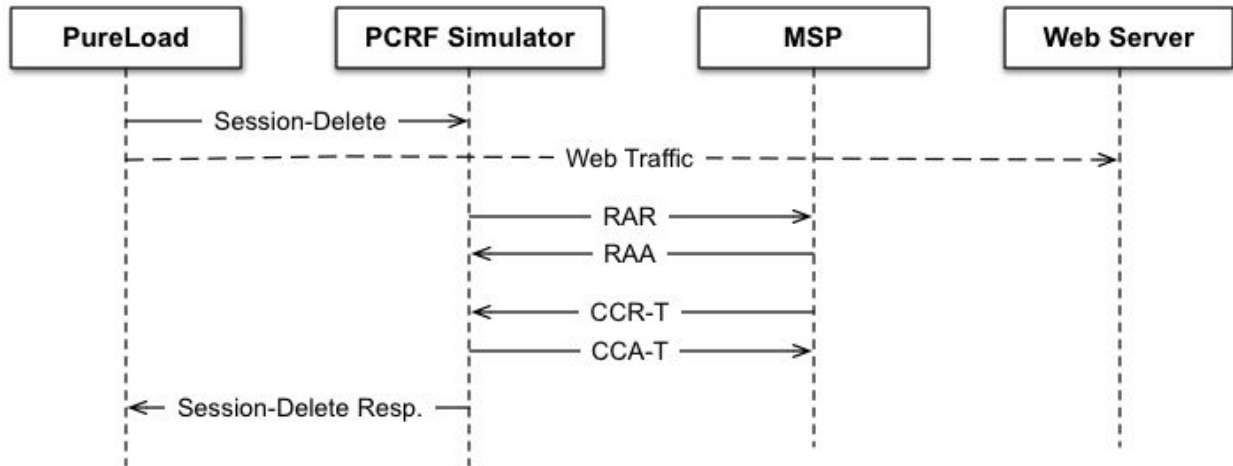 PureLoad
PCRF Simulator
MSP
Web Server
Session-Delete
Web Traffic
RAR
RAA
CCR-T
CCA-T
Session-Delete Resp.